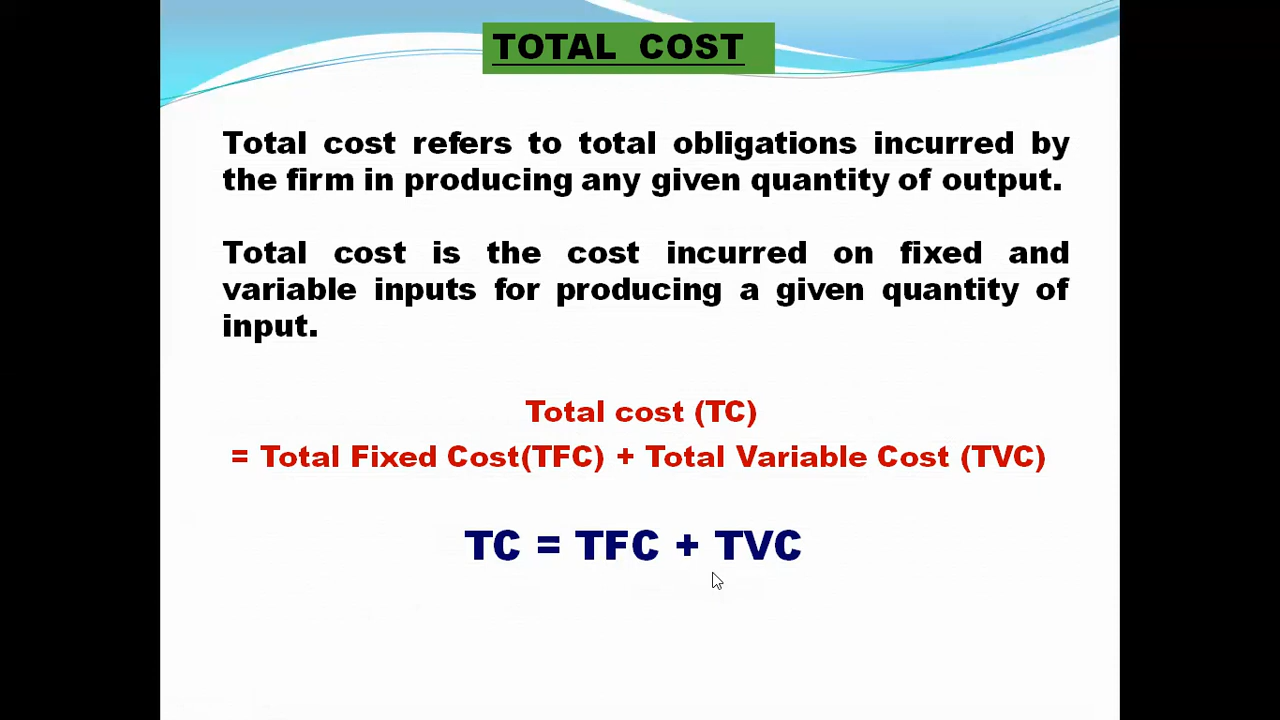 TOTAL COST
Total cost refers to total obligations incurred by
the firm in producing any given quantity of output.
Total cost is the cost incurred on fixed and
variable inputs for producing a given quantity of
input.
Total cost (TC)
= Total Fixed Cost(TFC) + Total Variable Cost (TVC)
TC = TFC + TVC